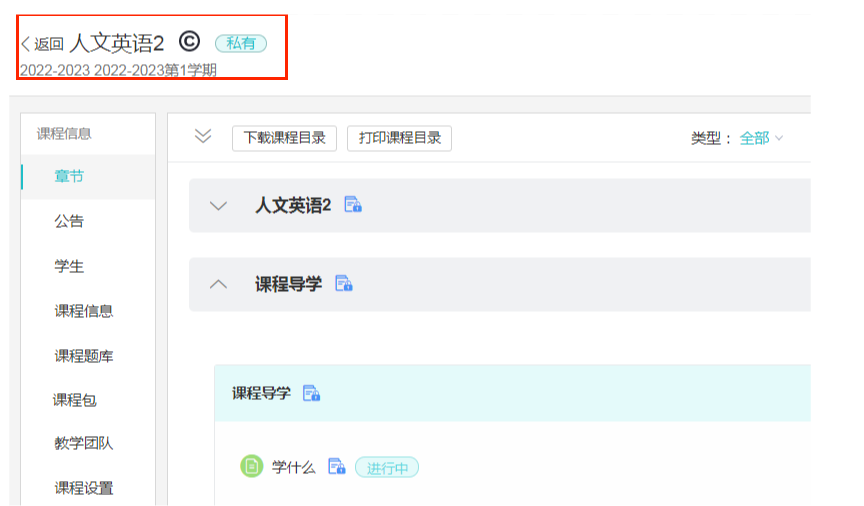 返回 人文英语2 © 私有
2022-2023 2022-2023第1学期
课程信息
下载课程目录 打印课程目录 类型： 全部
章节
人文英语2
公告
学生
课程导学
课程信息
课程题库
课程导学
课程包
教学团队
学什么 进行中
课程设置